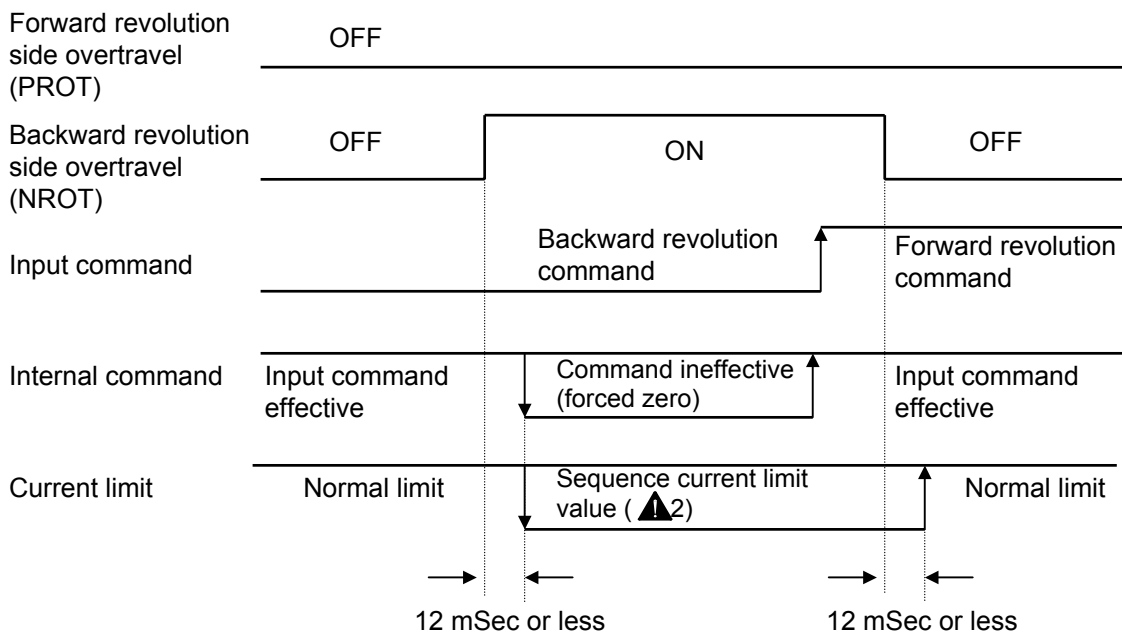 Forward revolution
side overtravel
(PROT)
OFF
Backward revolution
side overtravel
(NROT)
OFF
ON
OFF
Input command
Backward revolution
command
Forward revolution
command
Internal command
Input command
effective
Command ineffective
(forced zero)
Input command
effective
Current limit
Normal limit
Sequence current limit
value ( ⚠2)
Normal limit
12 mSec or less
12 mSec or less